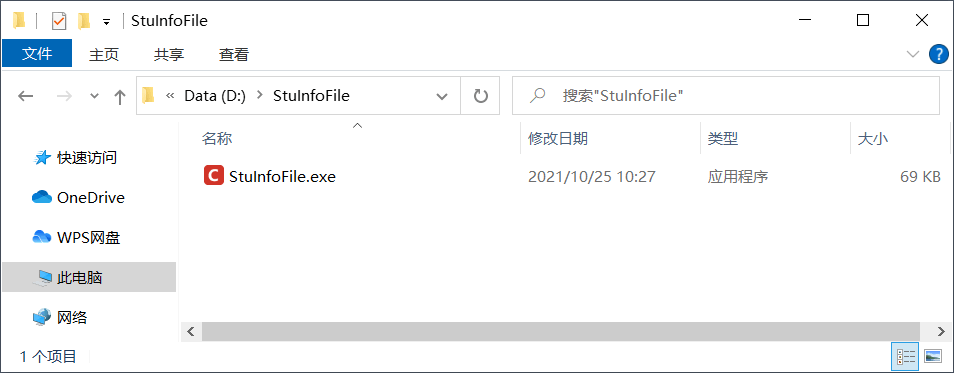 StuInfoFile
文件 主页 共享 查看
« Data (D:) > StuInfoFile 搜索"StuInfoFile"
名称 修改日期 类型 大小
快速访问
C StuInfoFile.exe 2021/10/25 10:27 应用程序 69 KB
OneDrive
WPS网盘
此电脑
网络
1 个项目